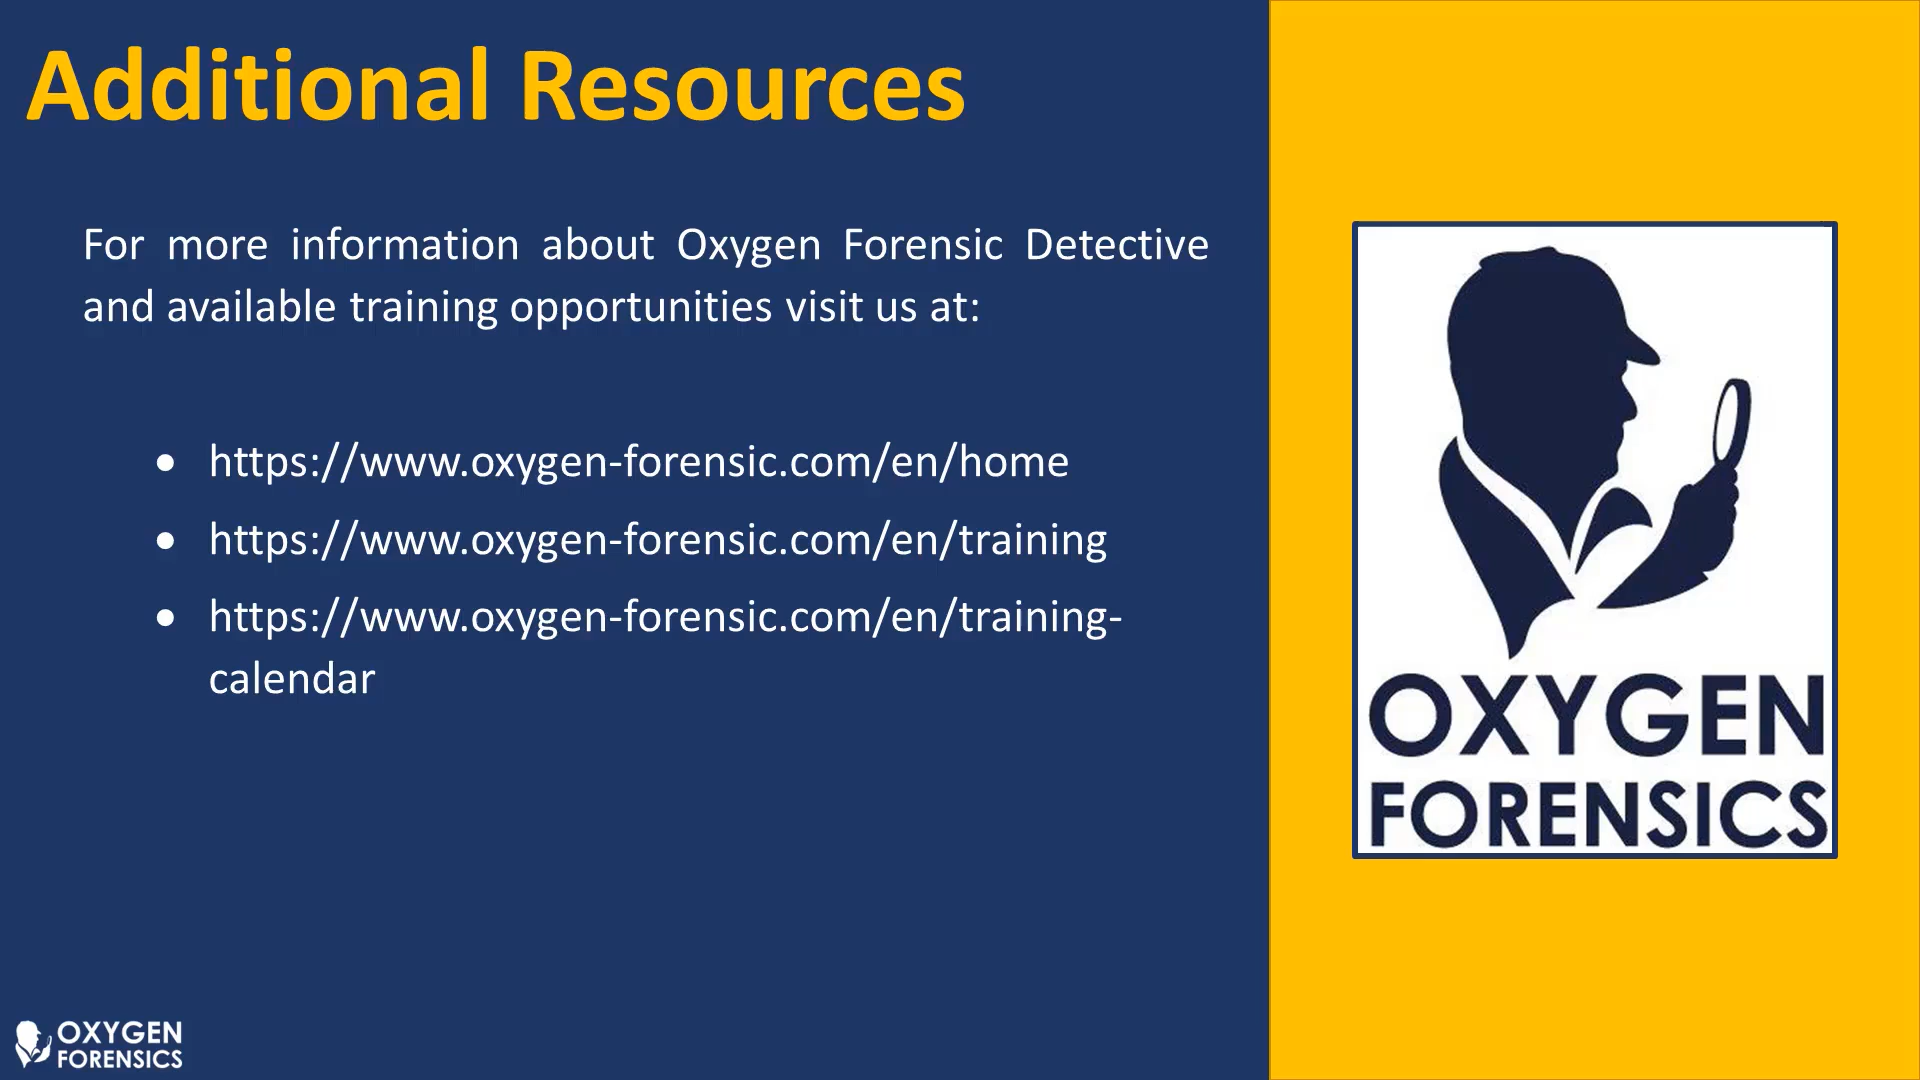 Additional Resources
For more information about Oxygen Forensic Detective
and available training opportunities visit us at:
• https://www.oxygen-forensic.com/en/home
• https://www.oxygen-forensic.com/en/training
• https://www.oxygen-forensic.com/en/training-
calendar
OXYGEN
FORENSICS
OXYGEN
FORENSICS